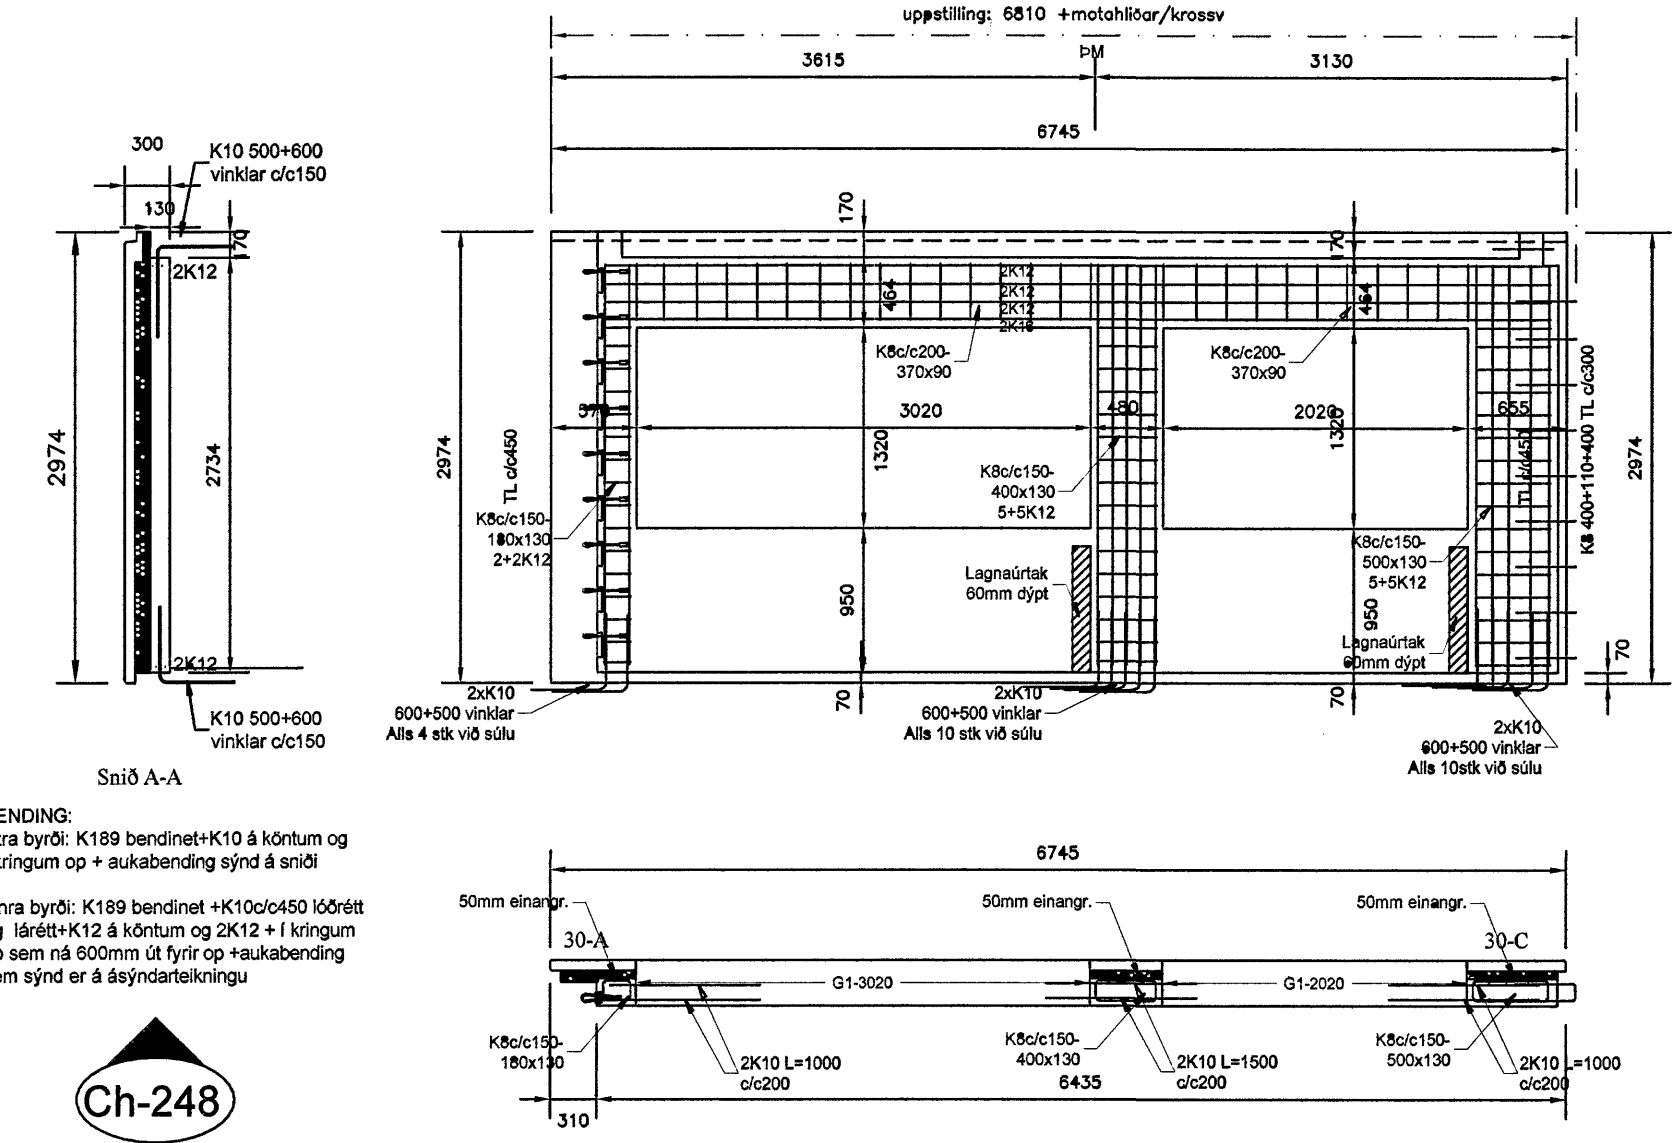 uppstilling: 6810 +motahliðar/krossv
ÞM
3615
3130
6745
300
K10 500+600
vinklar c/c150
130
70
2K12
2974
2734
2K12
K10 500+600
vinklar c/c150
Snið A-A
170
70
2K12
2K12
2K12
2K16
464
464
K8c/c200-
370x90
K8c/c200-
370x90
3020
480
2020
655
1320
1320
2974
TL c/c450
K8c/c150-
180x130
2+2K12
K8c/c150-
400x130
5+5K12
TL c/c450
K8c/c150-
500x130
5+5K12
K8 400+110+400 TL c/c300
2974
Lagnaúrtak
60mm dýpt
950
Lagnaúrtak
60mm dýpt
950
70
70
70
2xK10
600+500 vinklar
Alls 4 stk við súlu
2xK10
600+500 vinklar
Alls 10 stk við súlu
2xK10
600+500 vinklar
Alls 10stk við súlu
ENDING:
ra byrði: K189 bendinet+K10 á köntum og
kringum op + aukabending sýnd á sniði
nra byrði: K189 bendinet +K10c/c450 lóðrétt
lárétt+K12 á köntum og 2K12 + í kringum
sem ná 600mm út fyrir op +aukabending
em sýnd er á ásýndarteikningu
Ch-248
6745
50mm einangr.
50mm einangr.
50mm einangr.
30-A
30-C
G1-3020
G1-2020
K8c/c150-
180x130
2K10 L=1000
c/c200
K8c/c150-
400x130
2K10 L=1500
c/c200
K8c/c150-
500x130
2K10 L=1000
c/c200
6435
310